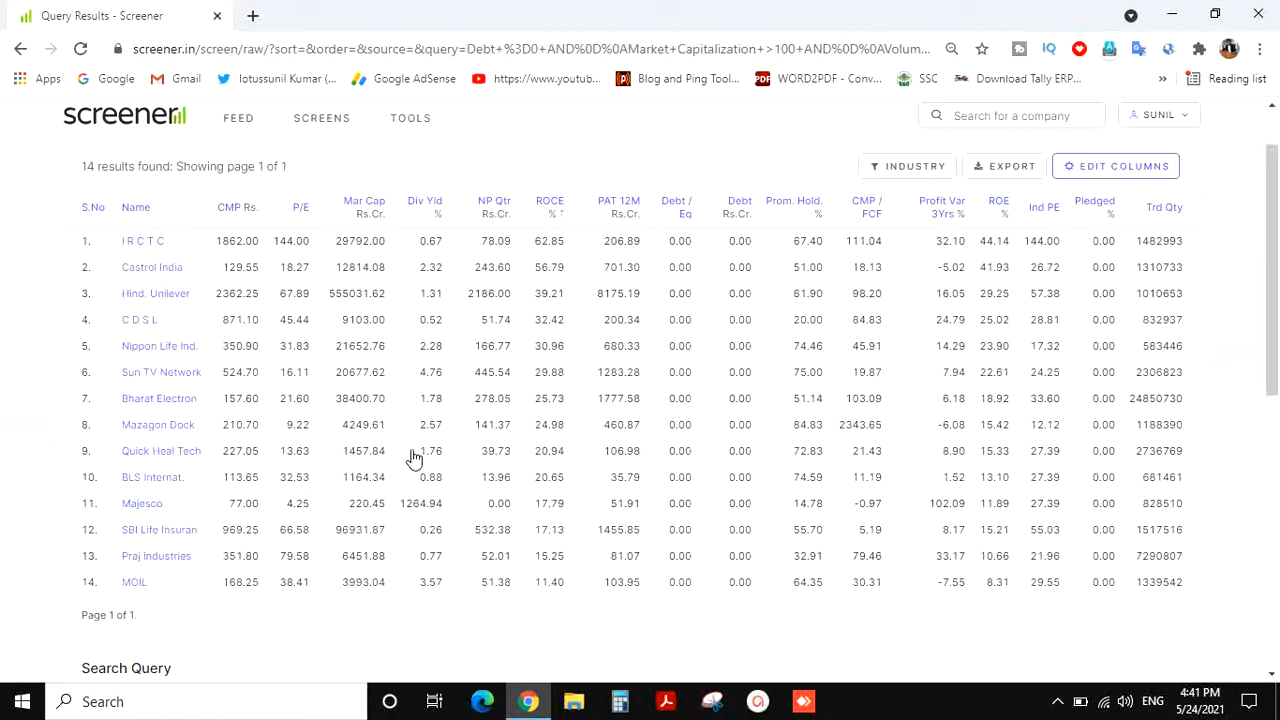 Query Results - Screener
screener.in/screen/raw/?sort=&order=&source=&query=Debt+%3D0+AND%0D%0AMarket+Capitalization+>100+AND%0D%0AVolum...
Apps Google Gmail lotussunil Kumar (... Google AdSense https://www.youtub... Blog and Ping Tool... WORD2PDF - Conv... SSC Download Tally ERP... » Reading list
screener FEED SCREENS TOOLS Search for a company SUNIL
14 results found: Showing page 1 of 1 INDUSTRY EXPORT EDIT COLUMNS
S.No Name CMP Rs. P/E Mar Cap Rs.Cr. Div Yld % NP Qtr Rs.Cr. ROCE % ↑ PAT 12M Rs.Cr. Debt / Eq Debt Rs.Cr. Prom. Hold. % CMP / FCF Profit Var 3Yrs % ROE % Ind PE Pledged % Trd Qty
1. I R C T C 1862.00 144.00 29792.00 0.67 78.09 62.85 206.89 0.00 0.00 67.40 111.04 32.10 44.14 144.00 0.00 1482993
2. Castrol India 129.55 18.27 12814.08 2.32 243.60 56.79 701.30 0.00 0.00 51.00 18.13 -5.02 41.93 26.72 0.00 1310733
3. Hind. Unilever 2362.25 67.89 555031.62 1.31 2186.00 39.21 8175.19 0.00 0.00 61.90 98.20 16.05 29.25 57.38 0.00 1010653
4. C D S L 871.10 45.44 9103.00 0.52 51.74 32.42 200.34 0.00 0.00 20.00 84.83 24.79 25.02 28.81 0.00 832937
5. Nippon Life Ind. 350.90 31.83 21652.76 2.28 166.77 30.96 680.33 0.00 0.00 74.46 45.91 14.29 23.90 17.32 0.00 583446
6. Sun TV Network 524.70 16.11 20677.62 4.76 445.54 29.88 1283.28 0.00 0.00 75.00 19.87 7.94 22.61 24.25 0.00 2306823
7. Bharat Electron 157.60 21.60 38400.70 1.78 278.05 25.73 1777.58 0.00 0.00 51.14 103.09 6.18 18.92 33.60 0.00 24850730
8. Mazagon Dock 210.70 9.22 4249.61 2.57 141.37 24.98 460.87 0.00 0.00 84.83 2343.65 -6.08 15.42 12.12 0.00 1188390
9. Quick Heal Tech 227.05 13.63 1457.84 1.76 39.73 20.94 106.98 0.00 0.00 72.83 21.43 8.90 15.33 27.39 0.00 2736769
10. BLS Internat. 113.65 32.53 1164.34 0.88 13.96 20.65 35.79 0.00 0.00 74.59 11.17 1.52 13.10 27.39 0.00 681461
11. Majesco 77.00 4.25 220.45 1264.94 0.00 17.79 51.91 0.00 0.00 14.78 -0.97 102.09 11.89 27.39 0.00 828510
12. SBI Life Insuran 969.25 66.58 96931.87 0.26 532.38 17.13 1455.85 0.00 0.00 55.70 5.19 8.17 15.21 55.03 0.00 1517516
13. Praj Industries 351.80 79.58 6451.88 0.77 52.01 15.25 81.07 0.00 0.00 32.91 79.46 33.17 10.66 21.96 0.00 7290807
14. MOIL 168.25 38.41 3993.04 3.57 51.38 11.40 103.95 0.00 0.00 64.35 30.31 -7.55 8.31 29.55 0.00 1339542
Page 1 of 1.
Search Query
Search ENG 4:41 PM
5/24/2021